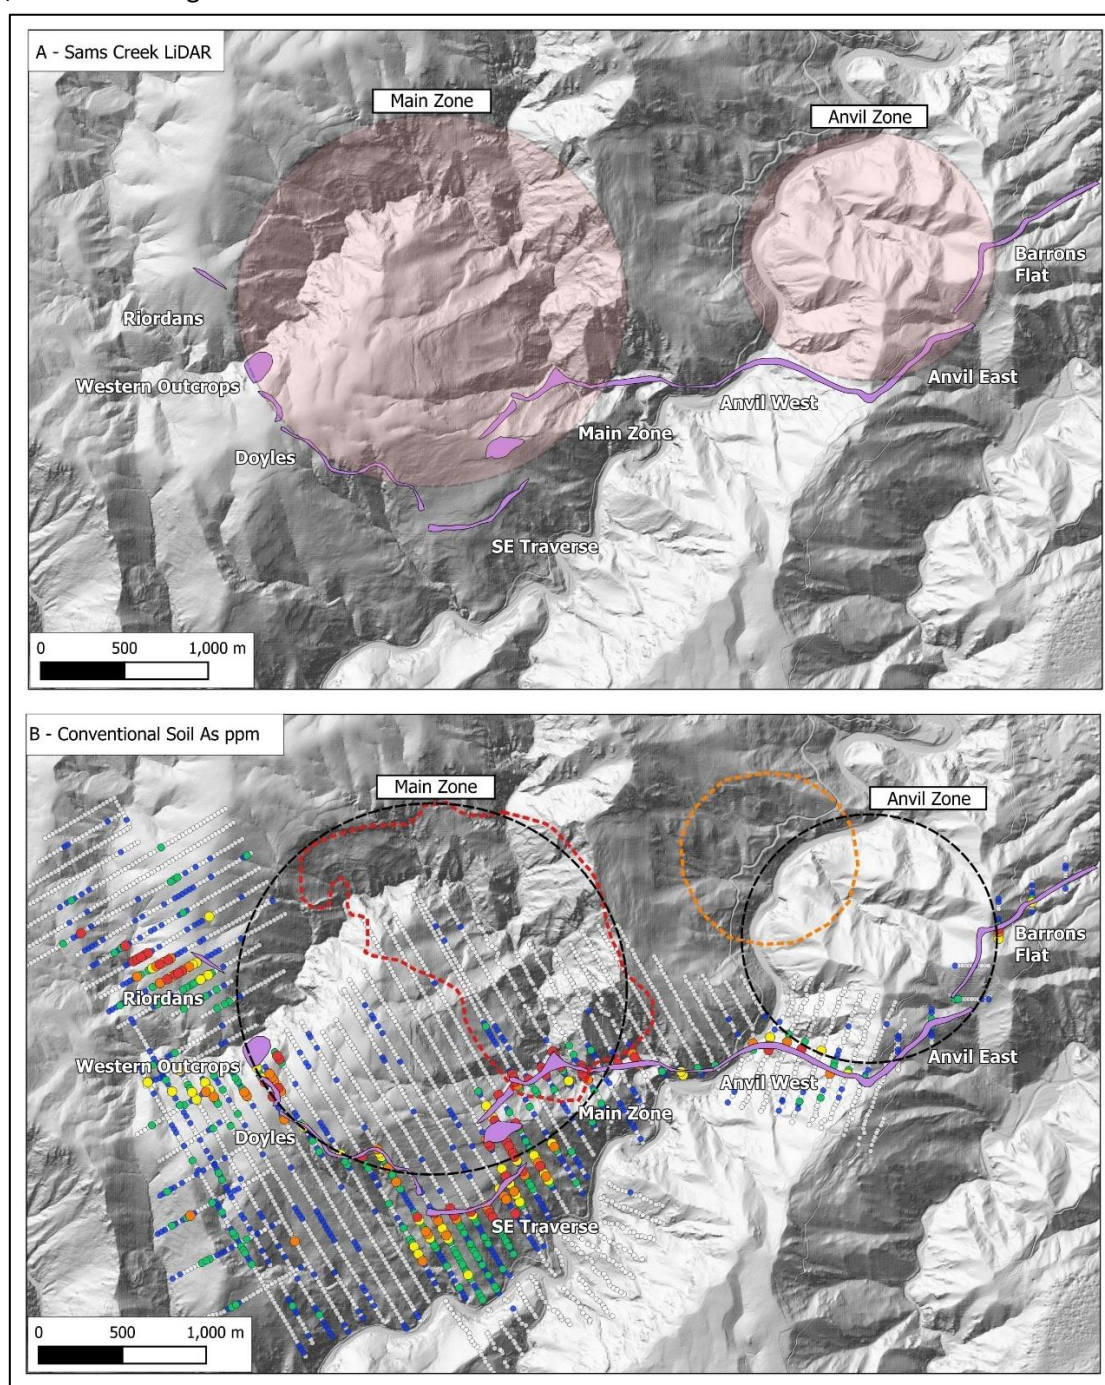 A - Sams Creek LiDAR
Main Zone
Anvil Zone
Barrons
Flat
Riordans
Western Outcrops
Anvil East
Anvil West
Main Zone
Doyles
SE Traverse
0 500 1,000 m
B - Conventional Soil As ppm
Main Zone
Anvil Zone
Barrons
Flat
Riordans
Western Outcrops
Anvil East
Anvil West
Main Zone
Doyles
SE Traverse
0 500 1,000 m